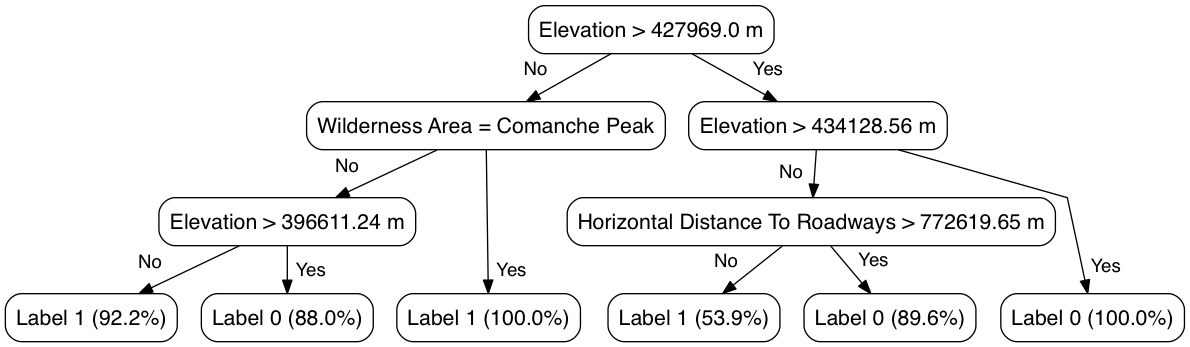 Elevation > 427969.0 m
No
Yes
Wilderness Area = Comanche Peak
Elevation > 434128.56 m
No
No
Elevation > 396611.24 m
Horizontal Distance To Roadways > 772619.65 m
No
Yes
Yes
No
Yes
Yes
Label 1 (92.2%)
Label 0 (88.0%)
Label 1 (100.0%)
Label 1 (53.9%)
Label 0 (89.6%)
Label 0 (100.0%)